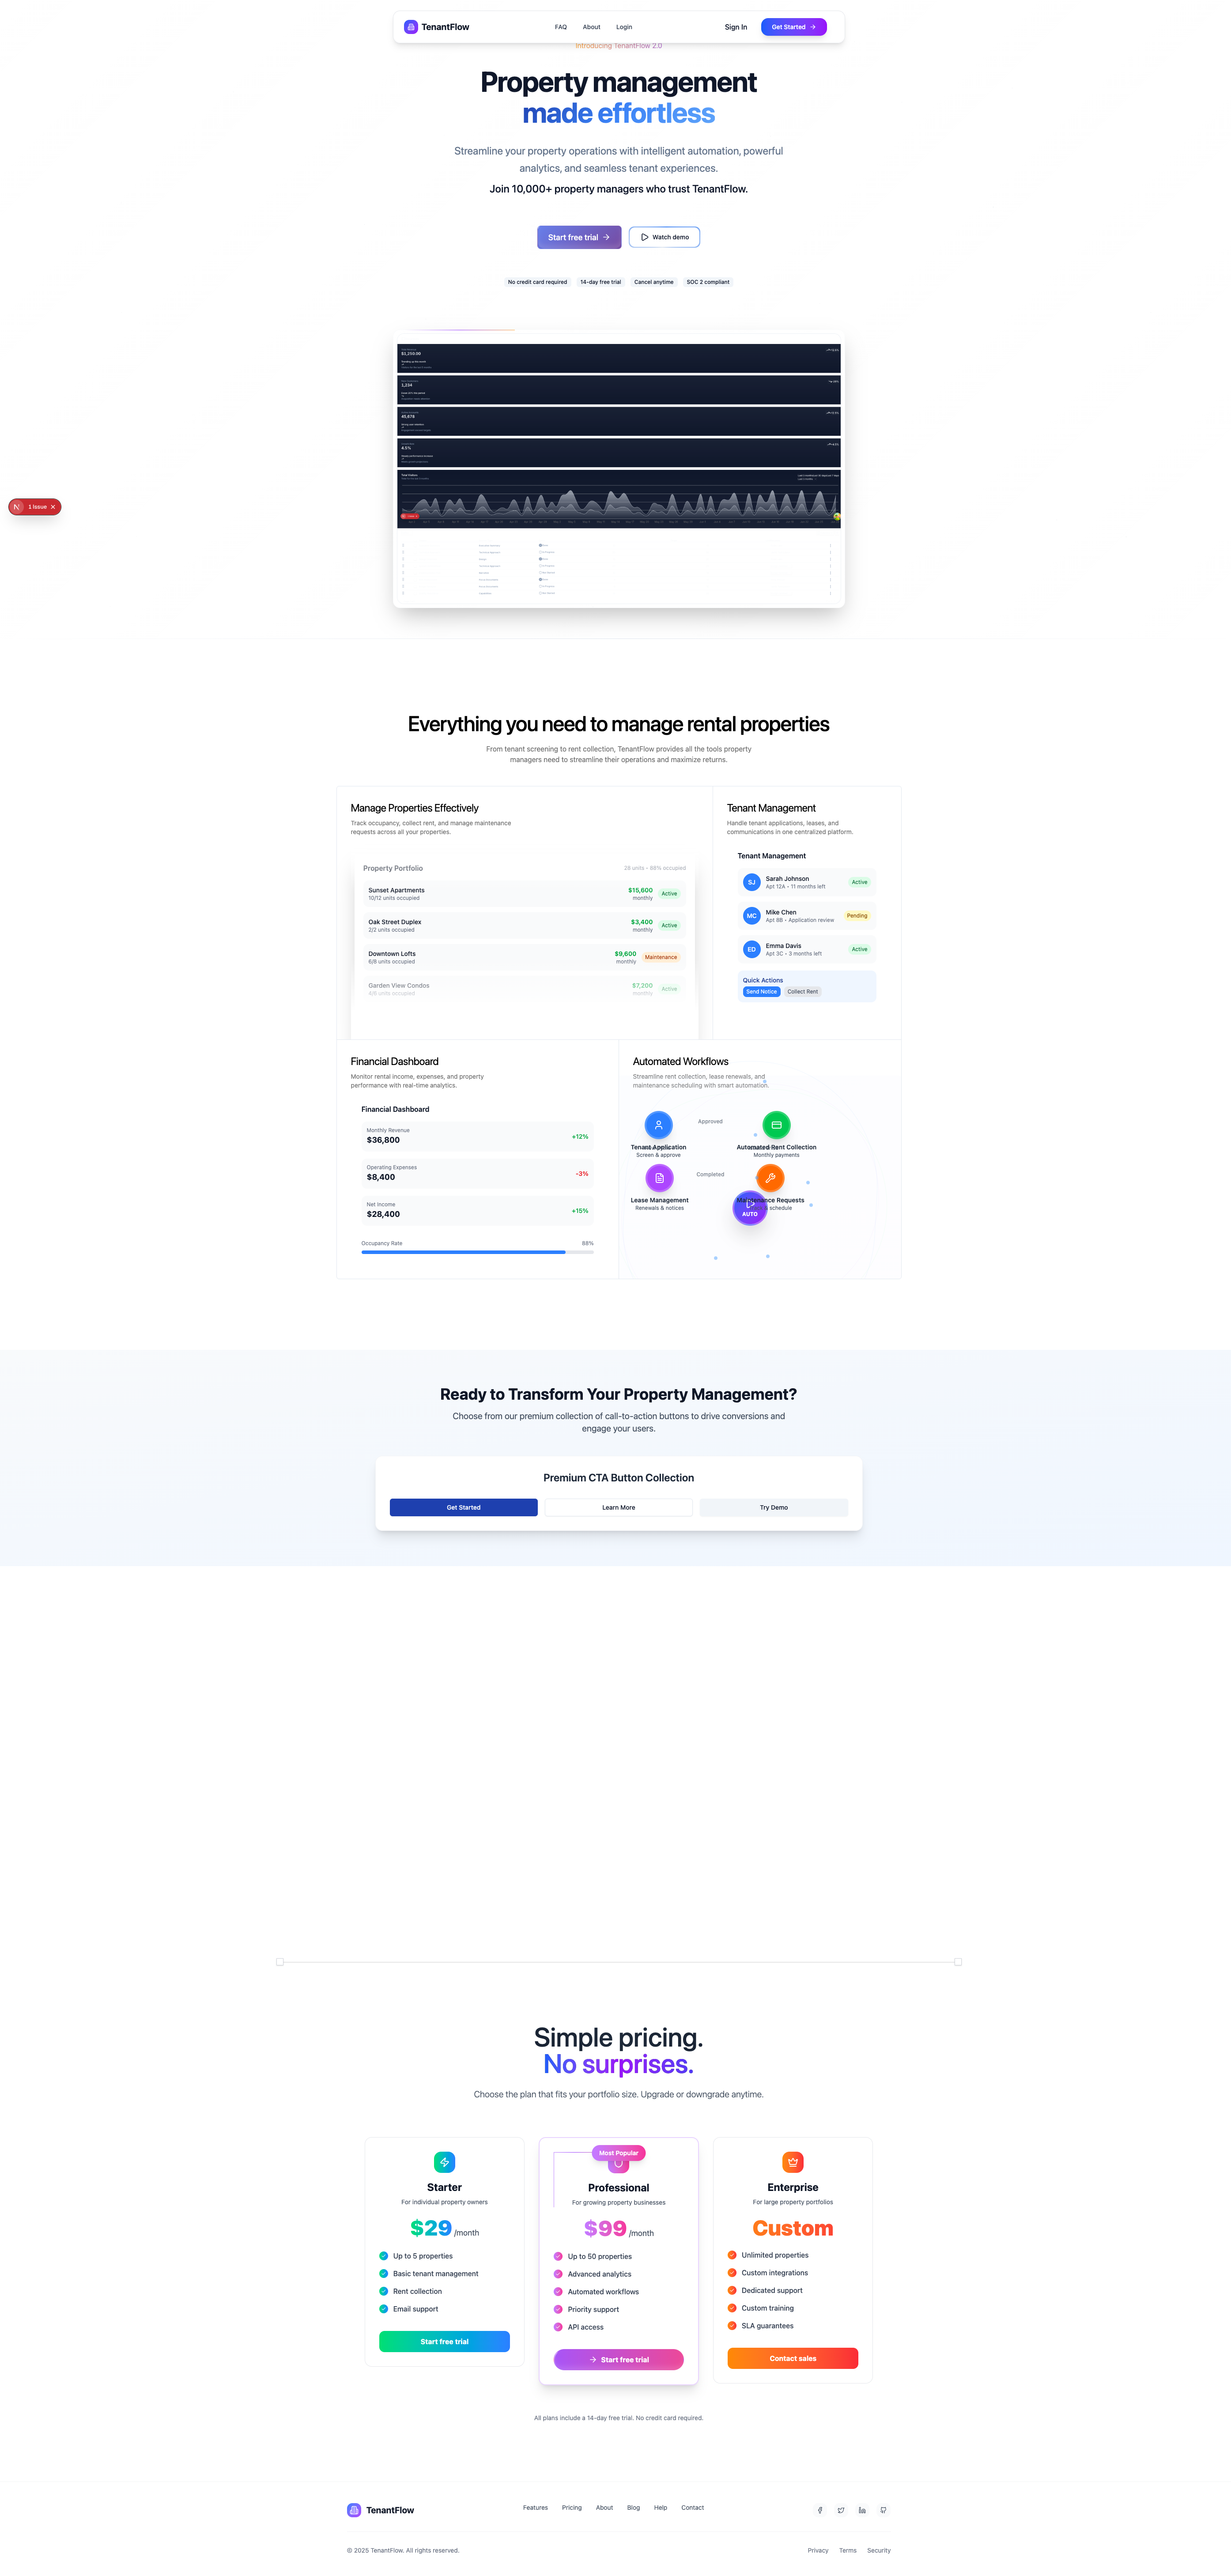 TenantFlow
FAQ
About
Login
Sign In
Get Started
Introducing TenantFlow 2.0
Property management
made effortless
Streamline your property operations with intelligent automation, powerful
analytics, and seamless tenant experiences.
Join 10,000+ property managers who trust TenantFlow.
Start free trial
Watch demo
No credit card required
14-day free trial
Cancel anytime
SOC 2 compliant
$1,250.00
1,234
45,678
4.5%
1 Issue
Everything you need to manage rental properties
From tenant screening to rent collection, TenantFlow provides all the tools property
managers need to streamline their operations and maximize returns.
Manage Properties Effectively
Track occupancy, collect rent, and manage maintenance
requests across all your properties.
Property Portfolio
28 units • 88% occupied
Sunset Apartments
10/12 units occupied
$15,600
monthly
Active
Oak Street Duplex
2/2 units occupied
$3,400
monthly
Active
Downtown Lofts
6/8 units occupied
$9,600
monthly
Maintenance
Garden View Condos
$7,200
monthly
Active
Tenant Management
Handle tenant applications, leases, and
communications in one centralized platform.
Tenant Management
SJ
Sarah Johnson
Apt 12A • 11 months left
Active
MC
Mike Chen
Apt 8B • Application review
Pending
ED
Emma Davis
Apt 3C • 3 months left
Active
Quick Actions
Send Notice
Collect Rent
Financial Dashboard
Monitor rental income, expenses, and property
performance with real-time analytics.
Financial Dashboard
Monthly Revenue
$36,800
+12%
Operating Expenses
$8,400
-3%
Net Income
$28,400
+15%
Occupancy Rate
88%
Automated Workflows
Streamline rent collection, lease renewals, and
maintenance scheduling with smart automation.
Approved
Tenant Application
Screen & approve
Automated Rent Collection
Monthly payments
Completed
Lease Management
Renewals & notices
Maintenance Requests
schedule
AUTO
Ready to Transform Your Property Management?
Choose from our premium collection of call-to-action buttons to drive conversions and
engage your users.
Premium CTA Button Collection
Get Started
Learn More
Try Demo
Simple pricing.
No surprises.
Choose the plan that fits your portfolio size. Upgrade or downgrade anytime.
Starter
For individual property owners
$29 /month
Up to 5 properties
Basic tenant management
Rent collection
Email support
Start free trial
Most Popular
Professional
For growing property businesses
$99 /month
Up to 50 properties
Advanced analytics
Automated workflows
Priority support
API access
Start free trial
Enterprise
For large property portfolios
Custom
Unlimited properties
Custom integrations
Dedicated support
Custom training
SLA guarantees
Contact sales
All plans include a 14-day free trial. No credit card required.
TenantFlow
Features
Pricing
About
Blog
Help
Contact
© 2025 TenantFlow. All rights reserved.
Privacy
Terms
Security